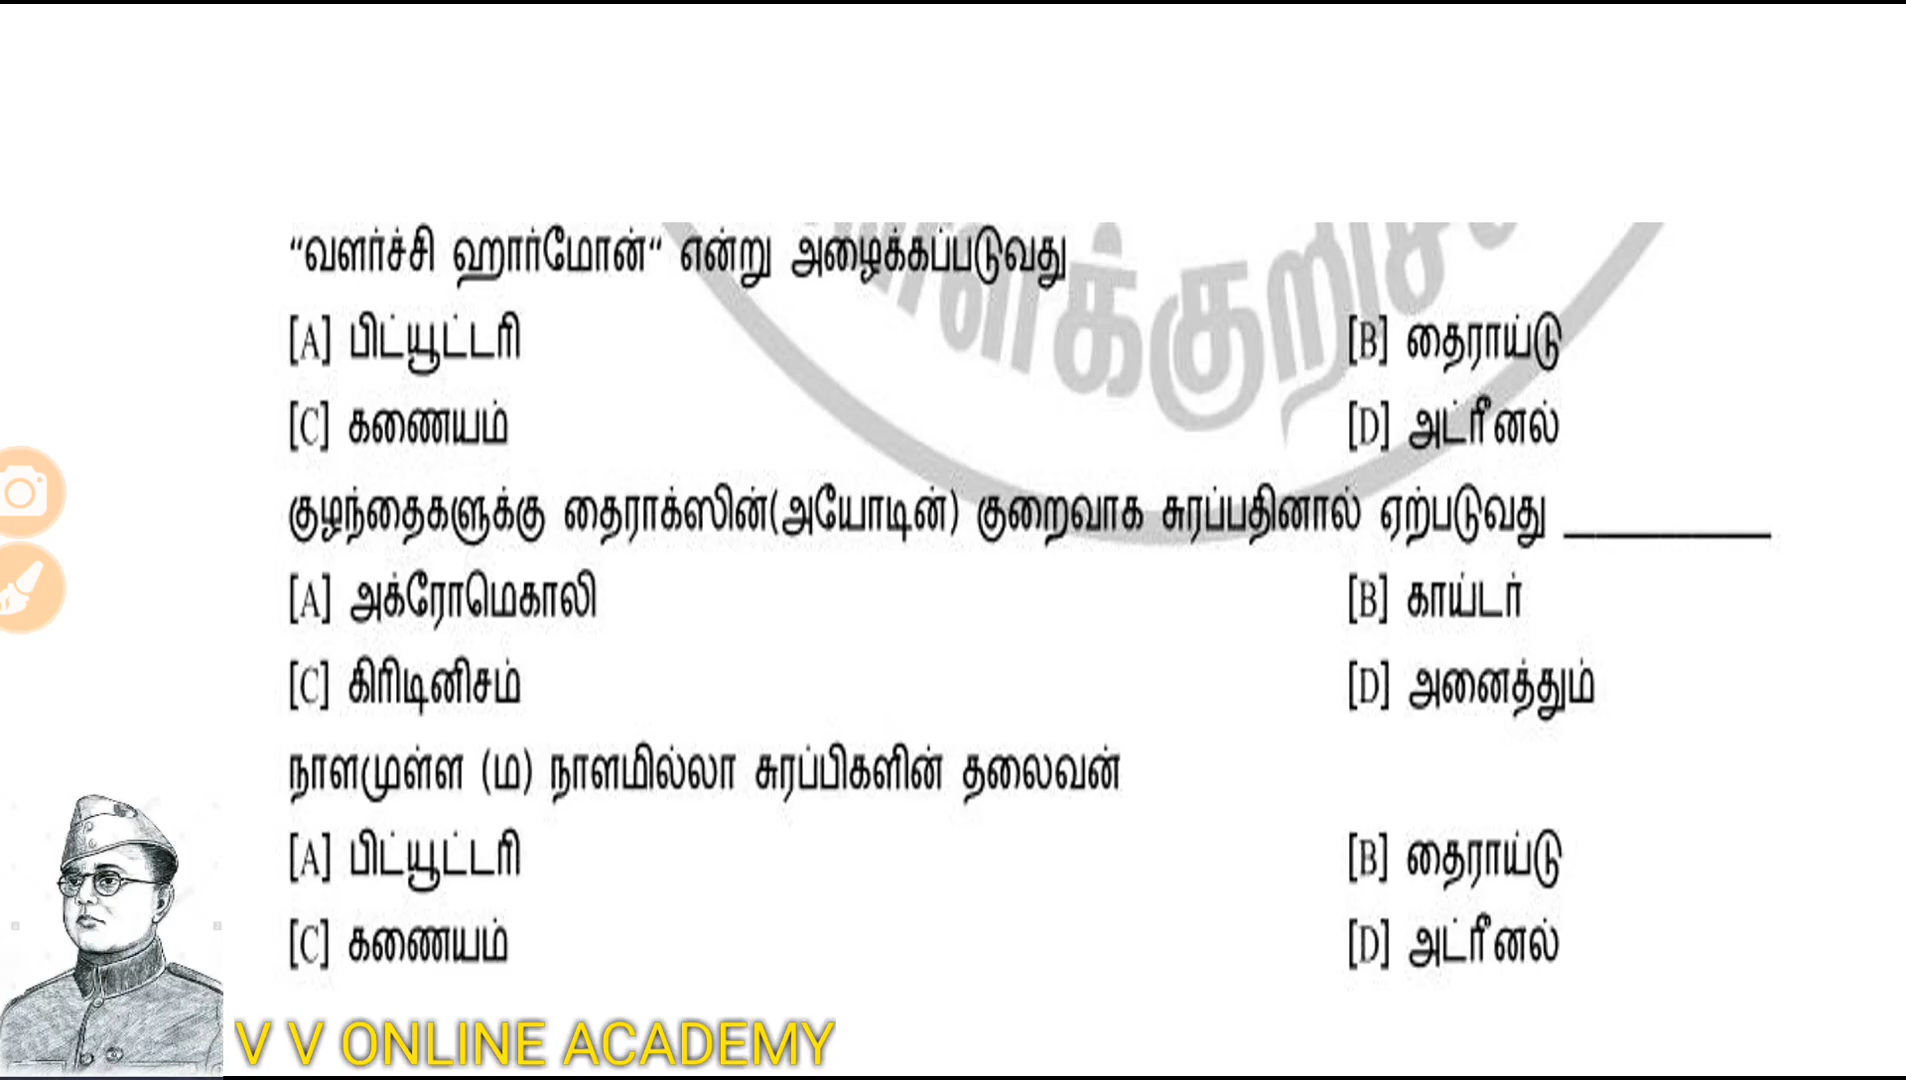 “வளர்ச்சி ஹார்மோன்“ என்று அழைக்கப்படுவது
[A] பிட்யூட்டரி [B] தைராய்டு
[C] கணையம் [D] அட்ரீனல்
குழந்தைகளுக்கு தைராக்ஸின்(அயோடின்) குறைவாக சுரப்பதினால் ஏற்படுவது __________
[A] அக்ரோமெகாலி [B] காய்டர்
[C] கிரிடினிசம் [D] அனைத்தும்
நாளமுள்ள (ம) நாளமில்லா சுரப்பிகளின் தலைவன்
[A] பிட்யூட்டரி [B] தைராய்டு
[C] கணையம் [D] அட்ரீனல்
V V ONLINE ACADEMY